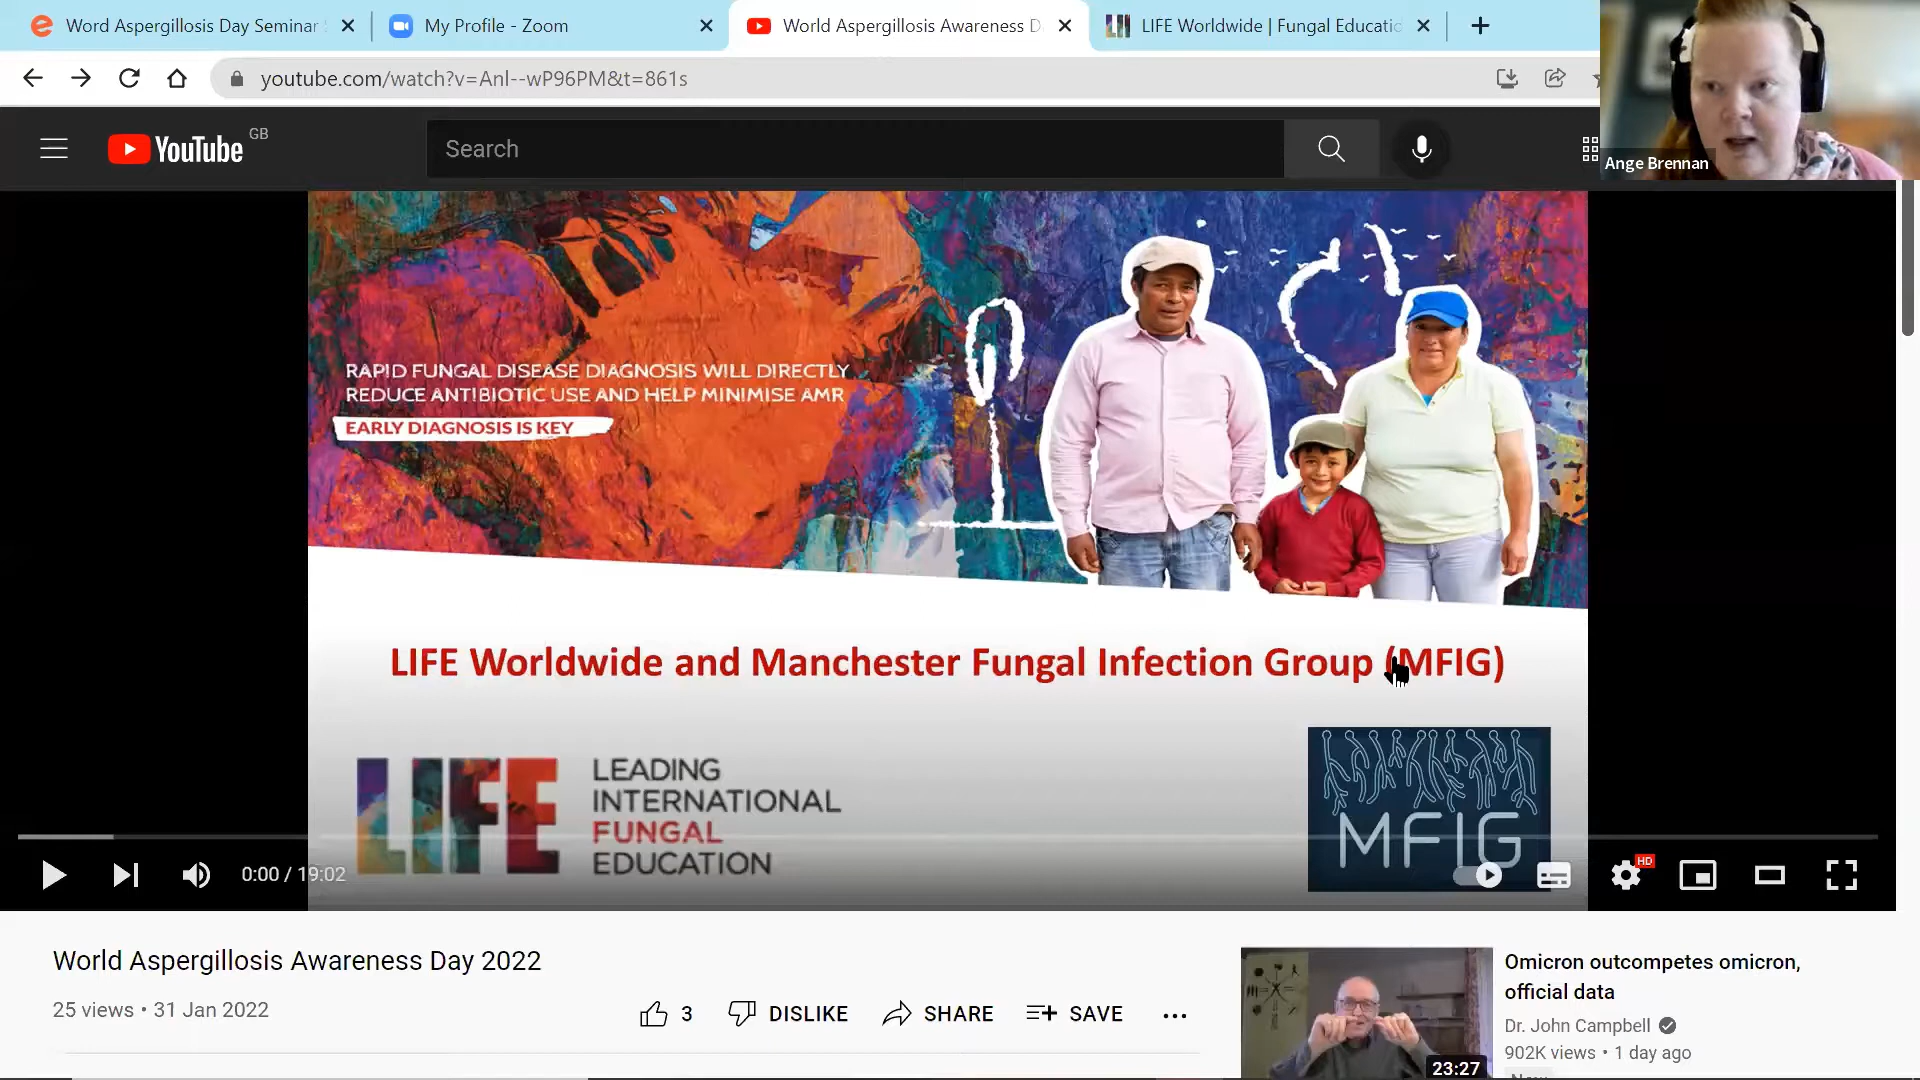 Word Aspergillosis Day Seminar
My Profile - Zoom
World Aspergillosis Awareness D
LIFE Worldwide | Fungal Educatio
youtube.com/watch?v=Anl--wP96PM&t=861s
YouTube
GB
Search
Ange Brennan
RAPID FUNGAL DISEASE DIAGNOSIS WILL DIRECTLY
REDUCE ANTIBIOTIC USE AND HELP MINIMISE AMR
EARLY DIAGNOSIS IS KEY
LIFE Worldwide and Manchester Fungal Infection Group (MFIG)
LIFE
LEADING
INTERNATIONAL
FUNGAL
EDUCATION
MFIG
0:00 / 19:02
HD
World Aspergillosis Awareness Day 2022
25 views • 31 Jan 2022
3
DISLIKE
SHARE
SAVE
Omicron outcompetes omicron,
official data
Dr. John Campbell
902K views • 1 day ago
23:27